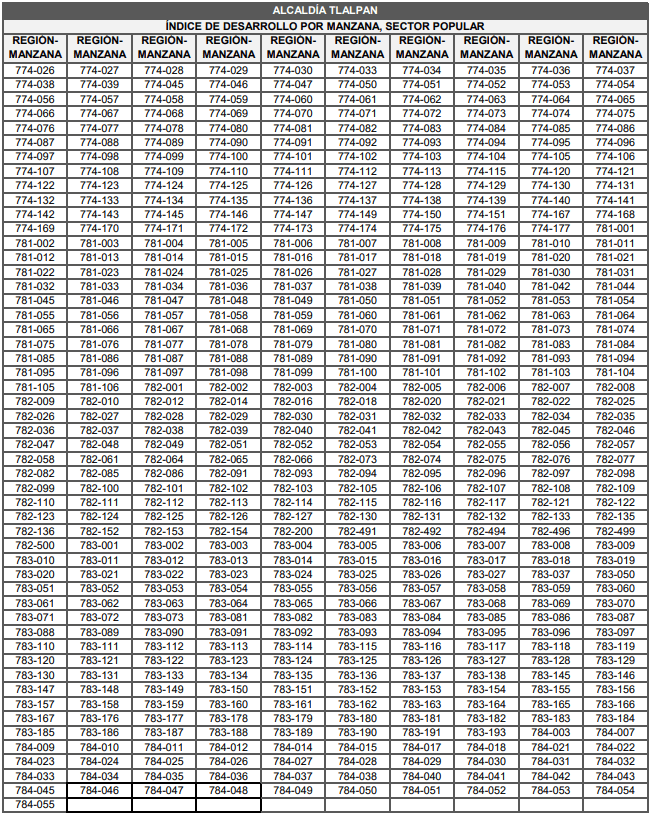 ALCALDÍA TLALPAN
ÍNDICE DE DESARROLLO POR MANZANA, SECTOR POPULAR
REGIÓN- REGIÓN- REGIÓN- REGIÓN- REGIÓN- REGIÓN- REGIÓN- REGIÓN- REGIÓN- REGIÓN-
MANZANA MANZANA MANZANA MANZANA MANZANA MANZANA MANZANA MANZANA MANZANA MANZANA
774-026 774-027 774-028 774-029 774-030 774-033 774-034 774-035 774-036 774-037
774-038 774-039 774-045 774-046 774-047 774-050 774-051 774-052 774-053 774-054
774-056 774-057 774-058 774-059 774-060 774-061 774-062 774-063 774-064 774-065
774-066 774-067 774-068 774-069 774-070 774-071 774-072 774-073 774-074 774-075
774-076 774-077 774-078 774-080 774-081 774-082 774-083 774-084 774-085 774-086
774-087 774-088 774-089 774-090 774-091 774-092 774-093 774-094 774-095 774-096
774-097 774-098 774-099 774-100 774-101 774-102 774-103 774-104 774-105 774-106
774-107 774-108 774-109 774-110 774-111 774-112 774-113 774-115 774-120 774-121
774-122 774-123 774-124 774-125 774-126 774-127 774-128 774-129 774-130 774-131
774-132 774-133 774-134 774-135 774-136 774-137 774-138 774-139 774-140 774-141
774-142 774-143 774-145 774-146 774-147 774-149 774-150 774-151 774-167 774-168
774-169 774-170 774-171 774-172 774-173 774-174 774-175 774-176 774-177 781-001
781-002 781-003 781-004 781-005 781-006 781-007 781-008 781-009 781-010 781-011
781-012 781-013 781-014 781-015 781-016 781-017 781-018 781-019 781-020 781-021
781-022 781-023 781-024 781-025 781-026 781-027 781-028 781-029 781-030 781-031
781-032 781-033 781-034 781-036 781-037 781-038 781-039 781-040 781-042 781-044
781-045 781-046 781-047 781-048 781-049 781-050 781-051 781-052 781-053 781-054
781-055 781-056 781-057 781-058 781-059 781-060 781-061 781-062 781-063 781-064
781-065 781-066 781-067 781-068 781-069 781-070 781-071 781-072 781-073 781-074
781-075 781-076 781-077 781-078 781-079 781-080 781-081 781-082 781-083 781-084
781-085 781-086 781-087 781-088 781-089 781-090 781-091 781-092 781-093 781-094
781-095 781-096 781-097 781-098 781-099 781-100 781-101 781-102 781-103 781-104
781-105 781-106 782-001 782-002 782-003 782-004 782-005 782-006 782-007 782-008
782-009 782-010 782-012 782-014 782-016 782-018 782-020 782-021 782-022 782-025
782-026 782-027 782-028 782-029 782-030 782-031 782-032 782-033 782-034 782-035
782-036 782-037 782-038 782-039 782-040 782-041 782-042 782-043 782-045 782-046
782-047 782-048 782-049 782-051 782-052 782-053 782-054 782-055 782-056 782-057
782-058 782-061 782-064 782-065 782-066 782-073 782-074 782-075 782-076 782-077
782-082 782-085 782-086 782-091 782-093 782-094 782-095 782-096 782-097 782-098
782-099 782-100 782-101 782-102 782-103 782-105 782-106 782-107 782-108 782-109
782-110 782-111 782-112 782-113 782-114 782-115 782-116 782-117 782-121 782-122
782-123 782-124 782-125 782-126 782-127 782-130 782-131 782-132 782-133 782-135
782-136 782-152 782-153 782-154 782-200 782-491 782-492 782-494 782-496 782-499
782-500 783-001 783-002 783-003 783-004 783-005 783-006 783-007 783-008 783-009
783-010 783-011 783-012 783-013 783-014 783-015 783-016 783-017 783-018 783-019
783-020 783-021 783-022 783-023 783-024 783-025 783-026 783-027 783-037 783-050
783-051 783-052 783-053 783-054 783-055 783-056 783-057 783-058 783-059 783-060
783-061 783-062 783-063 783-064 783-065 783-066 783-067 783-068 783-069 783-070
783-071 783-072 783-073 783-081 783-082 783-083 783-084 783-085 783-086 783-087
783-088 783-089 783-090 783-091 783-092 783-093 783-094 783-095 783-096 783-097
783-110 783-111 783-112 783-113 783-114 783-115 783-116 783-117 783-118 783-119
783-120 783-121 783-122 783-123 783-124 783-125 783-126 783-127 783-128 783-129
783-130 783-131 783-133 783-134 783-135 783-136 783-137 783-138 783-145 783-146
783-147 783-148 783-149 783-150 783-151 783-152 783-153 783-154 783-155 783-156
783-157 783-158 783-159 783-160 783-161 783-162 783-163 783-164 783-165 783-166
783-167 783-176 783-177 783-178 783-179 783-180 783-181 783-182 783-183 783-184
783-185 783-186 783-187 783-188 783-189 783-190 783-191 783-193 784-003 784-007
784-009 784-010 784-011 784-012 784-014 784-015 784-017 784-018 784-021 784-022
784-023 784-024 784-025 784-026 784-027 784-028 784-029 784-030 784-031 784-032
784-033 784-034 784-035 784-036 784-037 784-038 784-040 784-041 784-042 784-043
784-045 784-046 784-047 784-048 784-049 784-050 784-051 784-052 784-053 784-054
784-055